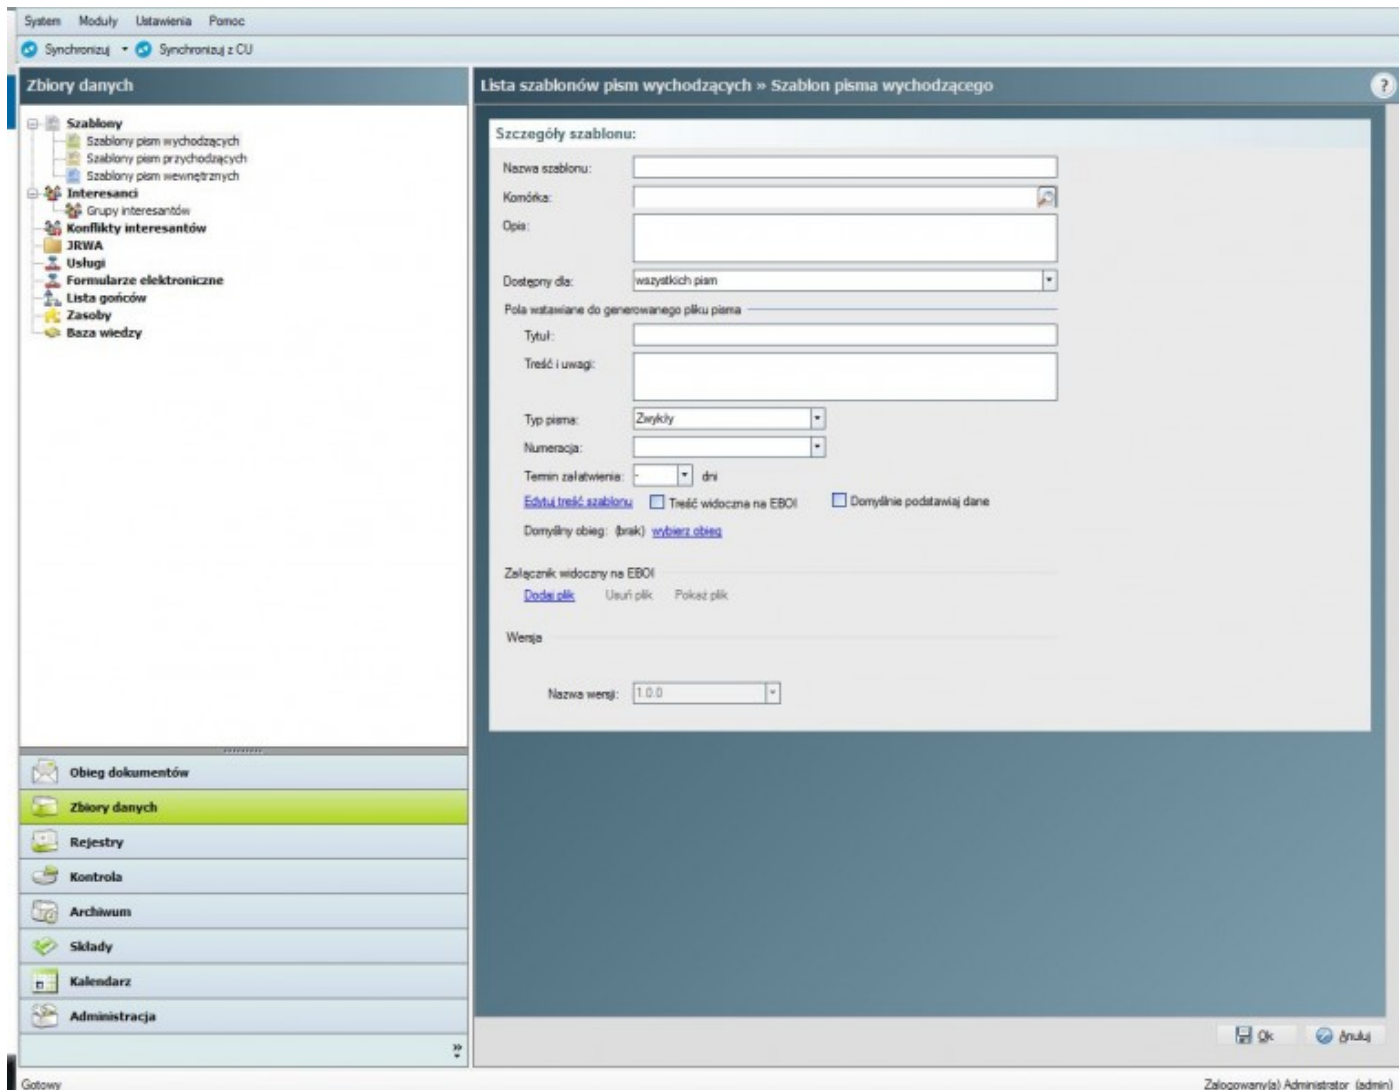 System Moduły Ustawienia Pomoc
Synchronizuj Synchronizuj z CU
Zbiory danych
Szablony
Szablony pism wychodzących
Szablony pism przychodzących
Szablony pism wewnętrznych
Interesanci
Grupy interesantów
Konflikty interesantów
JRWA
Usługi
Formularze elektroniczne
Lista gońców
Zasoby
Baza wiedzy
Obieg dokumentów
Zbiory danych
Rejestry
Kontrola
Archiwum
Składy
Kalendarz
Administracja
Lista szablonów pism wychodzących » Szablon pisma wychodzącego ?
Szczegóły szablonu:
Nazwa szablonu:
Komórka:
Opis:
Dostępny dla: wszystkich pism
Pola wstawiane do generowanego pliku pisma
Tytuł:
Treść i uwagi:
Typ pisma: Zwykły
Numeracja:
Termin załatwienia: - dni
Edytuj treść szablonu Treść widoczna na EBOI Domyślnie podstawiaj dane
Domyślny obieg: (brak) wybierz obieg
Załącznik widoczny na EBOI
Dodaj plik Usuń plik Pokaż plik
Wersja
Nazwa wersji: 1.0.0
Ok Anuluj
Gotowy Zalogowany(a) Administrator (admin)